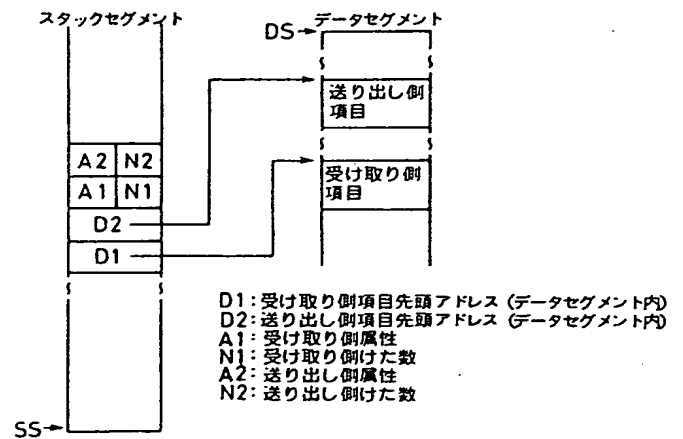 スタックセグメント
データセグメント
DS
送り出し側
項目
A2 N2
A1 N1
受け取り側
項目
D2
D1
D1:受け取り側項目先頭アドレス(データセグメント内)
D2:送り出し側項目先頭アドレス(データセグメント内)
A1:受け取り側属性
N1:受け取り側けた数
A2:送り出し側属性
N2:送り出し側けた数
SS